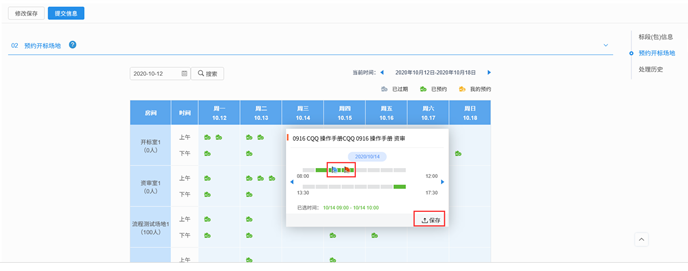 修改保存 提交信息
02 预约开标场地 ?
标段(包)信息
预约开标场地
处理历史
2020-10-12 搜索 当前时间: 2020年10月12日-2020年10月18日
已过期 已预约 我的预约
房间 时间 周一 周二 周三 周四 周五 周六 周日
10.12 10.13 10.14 10.15 10.16 10.17 10.18
开标室1
(0人)
上午
下午
资审室1
(0人)
上午
下午
流程测试场地1
(100人)
上午
下午
上午
0916 CQQ 操作手册CQQ 0916 操作手册 资审
2020/10/14
08:00 12:00
13:30 17:30
已选时间: 10/14 09:00 - 10/14 10:00
保存